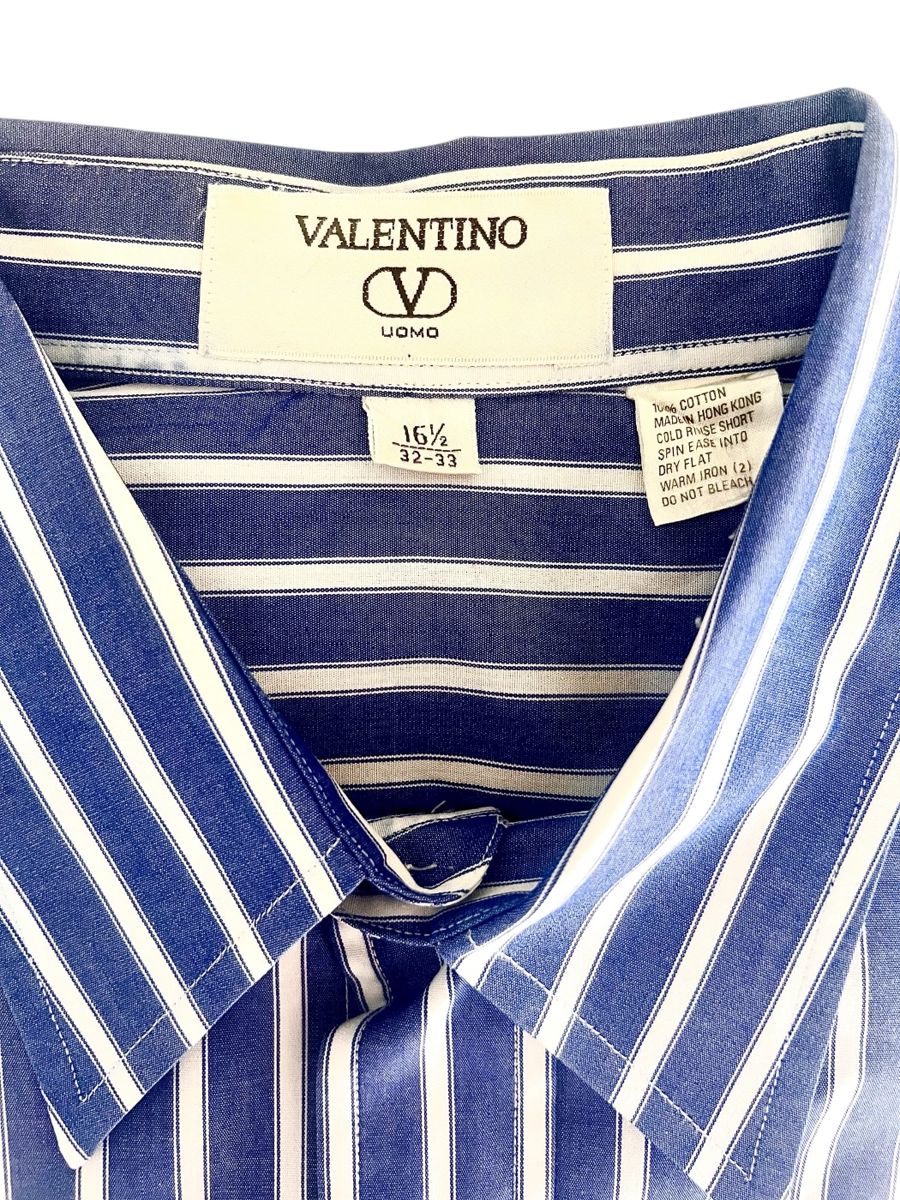 VALENTINO
V
UOMO
16½
32-33
100% COTTON
MADE IN HONG KONG
COLD RINSE SHORT
SPIN EASE INTO
DRY FLAT
WARM IRON (2)
DO NOT BLEACH